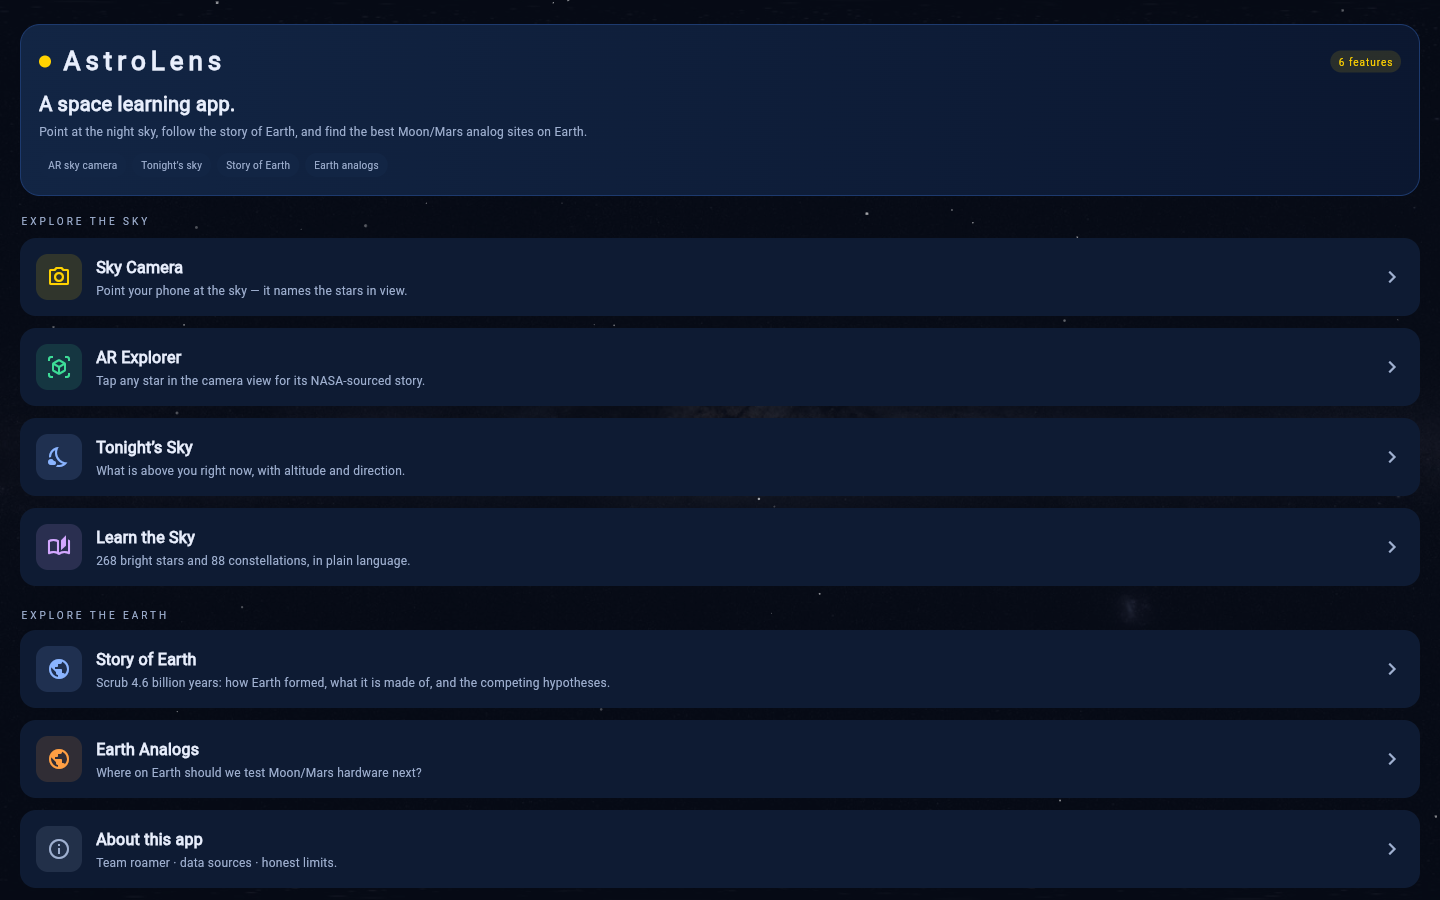 AstroLens
6 features
A space learning app.
Point at the night sky, follow the story of Earth, and find the best Moon/Mars analog sites on Earth.
AR sky camera Tonight's sky Story of Earth Earth analogs
EXPLORE THE SKY
Sky Camera
Point your phone at the sky — it names the stars in view.
AR Explorer
Tap any star in the camera view for its NASA-sourced story.
Tonight's Sky
What is above you right now, with altitude and direction.
Learn the Sky
268 bright stars and 88 constellations, in plain language.
EXPLORE THE EARTH
Story of Earth
Scrub 4.6 billion years: how Earth formed, what it is made of, and the competing hypotheses.
Earth Analogs
Where on Earth should we test Moon/Mars hardware next?
About this app
Team roamer · data sources · honest limits.